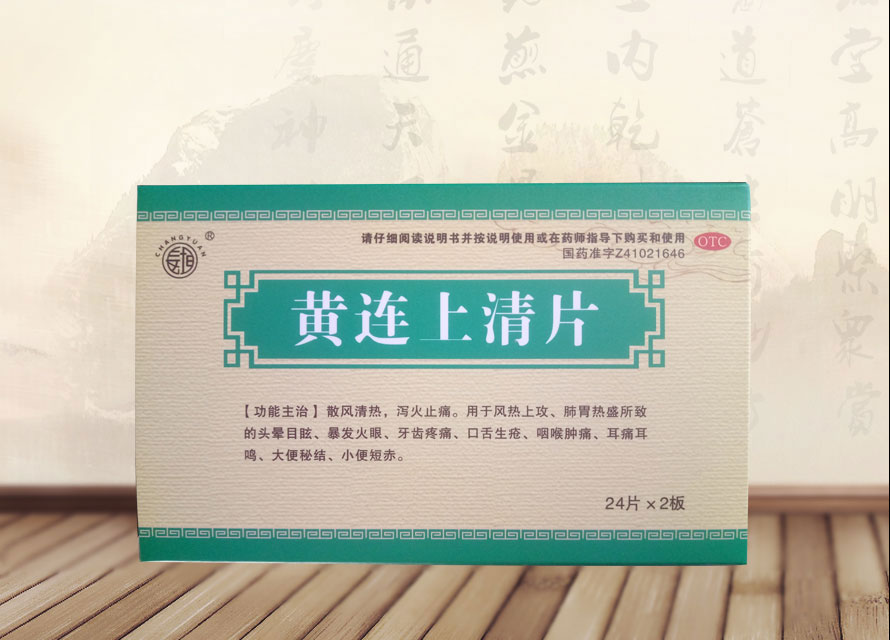 CHANGYUAN
®
请仔细阅读说明书并按说明使用或在药师指导下购买和使用
OTC
国药准字Z41021646
黄连上清片
【功能主治】散风清热，泻火止痛。用于风热上攻、肺胃热盛所致
的头晕目眩、暴发火眼、牙齿疼痛、口舌生疮、咽喉肿痛、耳痛耳
鸣、大便秘结、小便短赤。
24片×2板